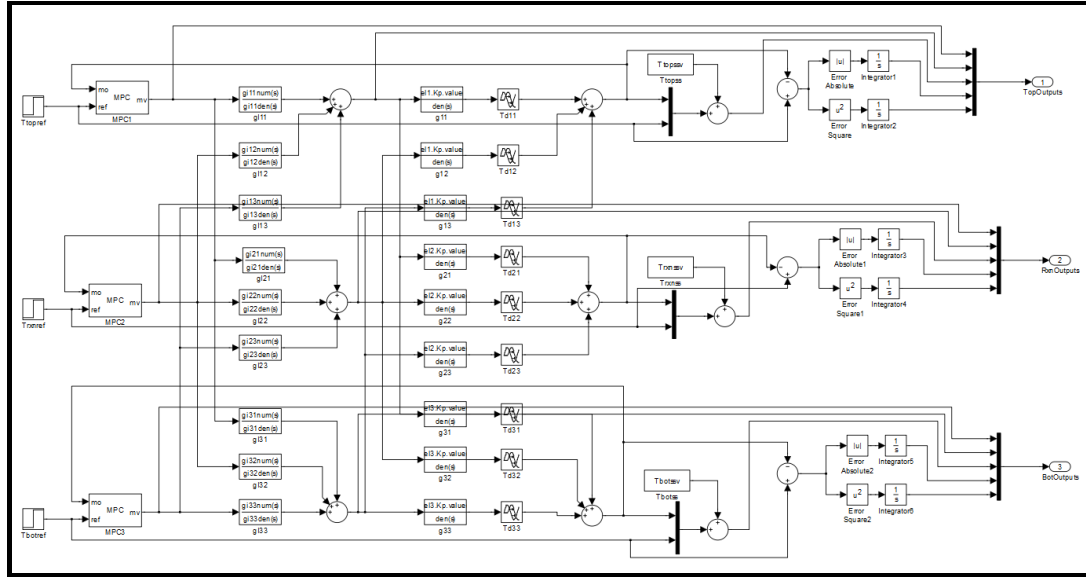 Ttopref
mo
ref
MPC
mv
MPC1
gi11num(s)
gi11den(s)
gI11
gi12num(s)
gi12den(s)
gI12
gi13num(s)
gi13den(s)
gI13
+
+
+
el1.Kp.value
den(s)
g11
Td11
el1.Kp.value
den(s)
g12
Td12
el1.Kp.value
den(s)
g13
Td13
+
+
+
Ttopssv
Ttopss
+
+
−
+
|u|
Error
Absolute
1
s
Integrator1
u2
Error
Square
1
s
Integrator2
1
TopOutputs
Trxnref
mo
ref
MPC
mv
MPC2
gi21num(s)
gi21den(s)
gI21
gi22num(s)
gi22den(s)
gI22
gi23num(s)
gi23den(s)
gI23
+
+
+
el2.Kp.value
den(s)
g21
Td21
el2.Kp.value
den(s)
g22
Td22
el2.Kp.value
den(s)
g23
Td23
+
+
+
Trxnssv
Trxnss
+
+
−
+
|u|
Error
Absolute1
1
s
Integrator3
u2
Error
Square1
1
s
Integrator4
2
RxnOutputs
Tbotref
mo
ref
MPC
mv
MPC3
gi31num(s)
gi31den(s)
gI31
gi32num(s)
gi32den(s)
gI32
gi33num(s)
gi33den(s)
gI33
+
+
+
el3.Kp.value
den(s)
g31
Td31
el3.Kp.value
den(s)
g32
Td32
el3.Kp.value
den(s)
g33
Td33
+
+
+
Tbotssv
Tbotss
+
+
−
+
|u|
Error
Absolute2
1
s
Integrator5
u2
Error
Square2
1
s
Integrator6
3
BotOutputs